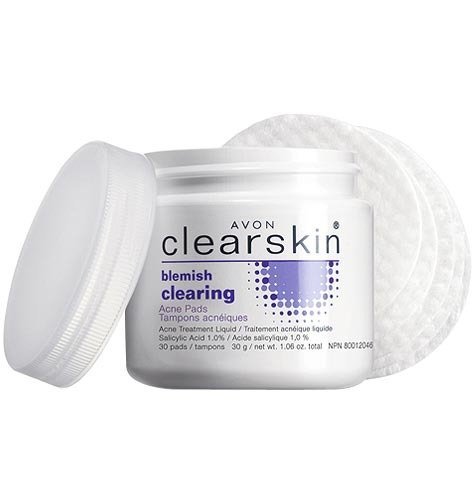 AVON
clearskin®
blemish
clearing
Acne Pads
Tampons acnéiques
Acne Treatment Liquid / Traitement acnéique liquide
Salicylic Acid 1.0% / Acide salicylique 1,0 %
30 pads / tampons 30 g / net wt. 1.06 oz. total NPN 80012046